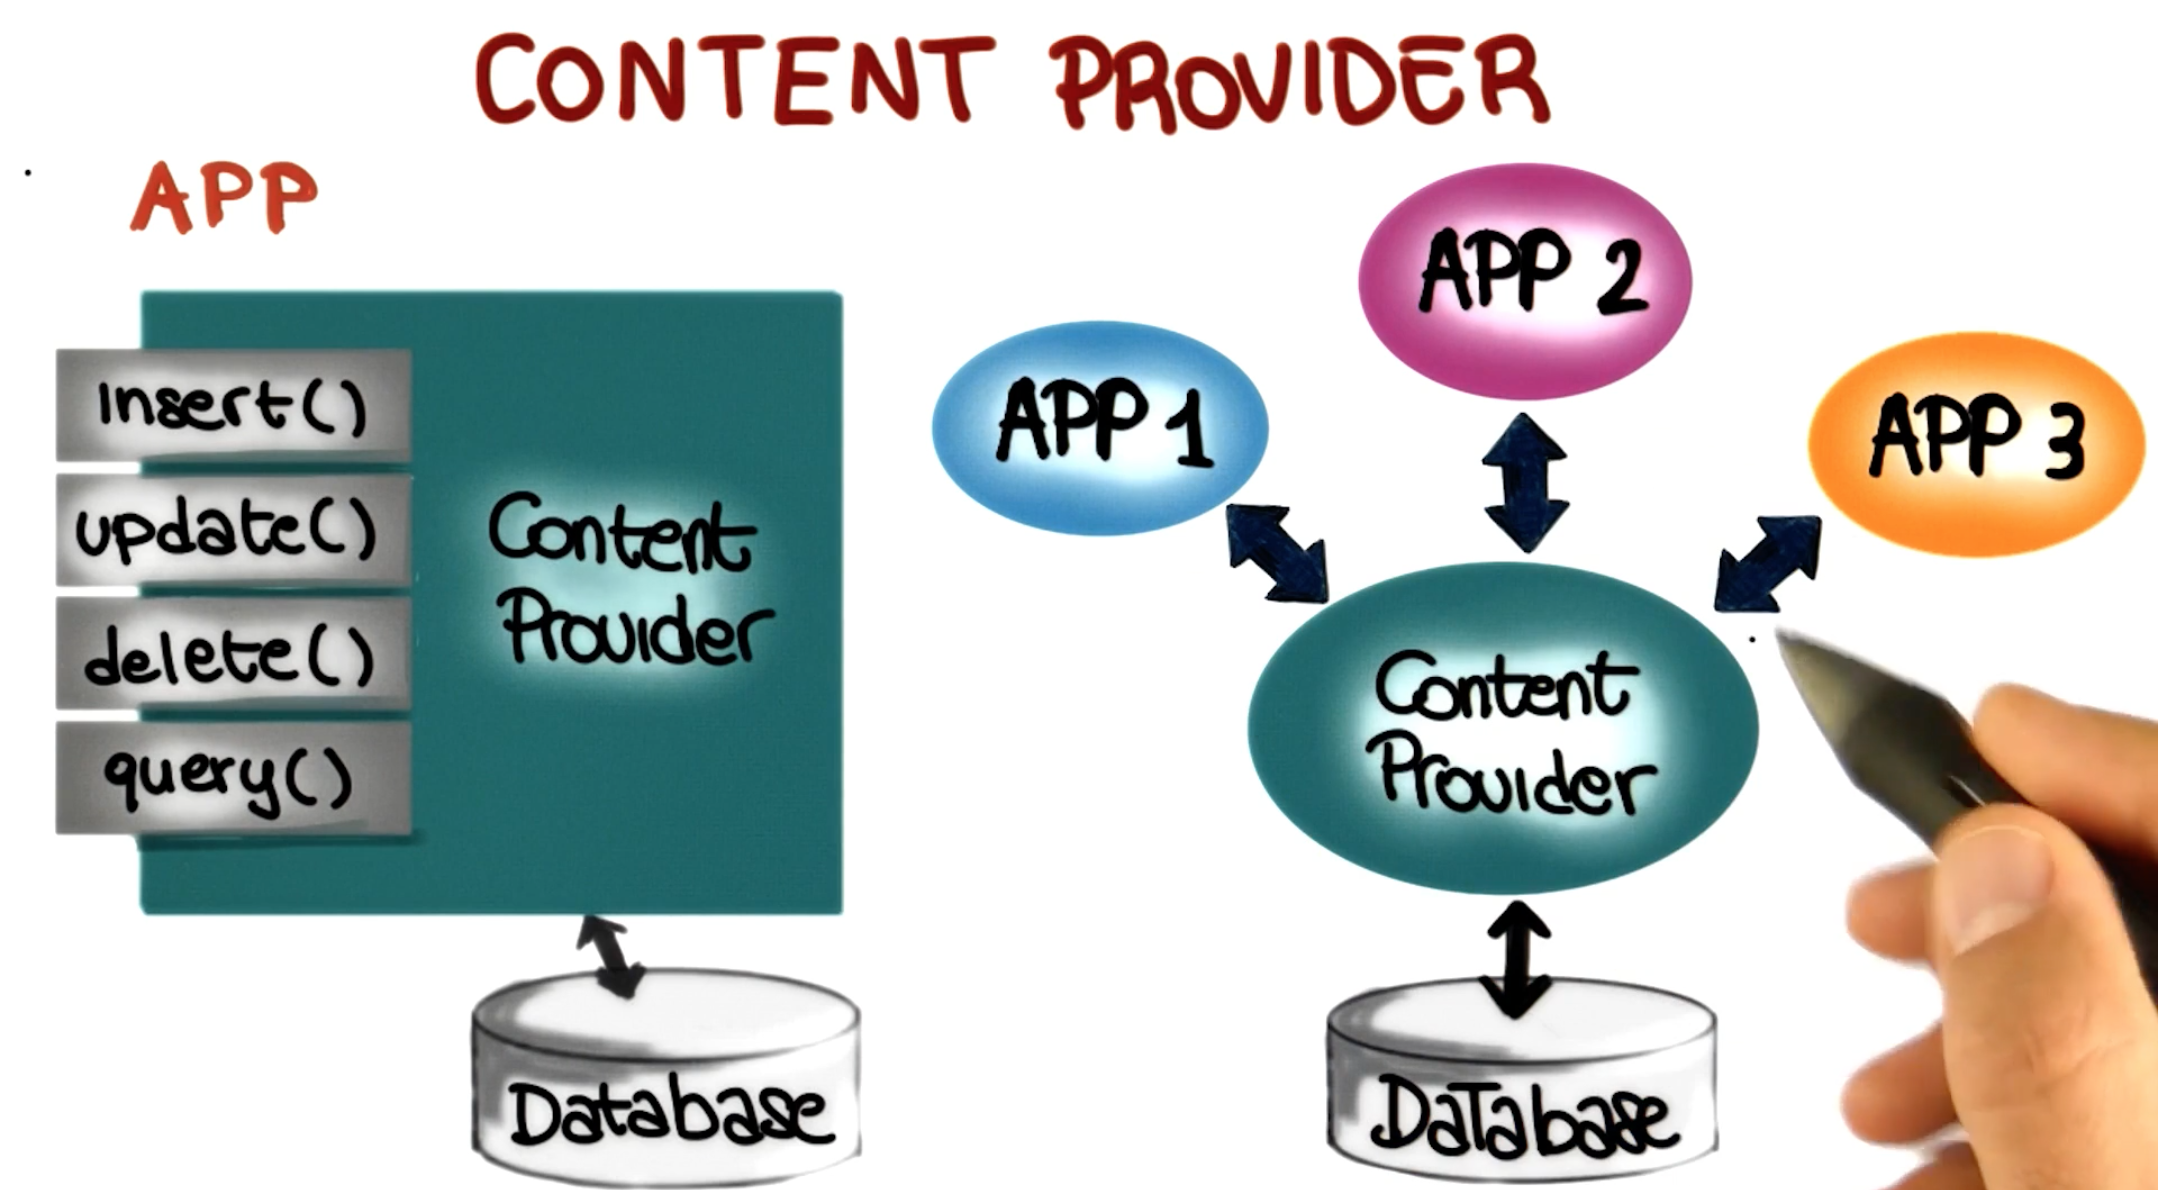 CONTENT PROVIDER
APP
insert()
update()
delete()
query()
Content
Provider
Database
APP 1
APP 2
APP 3
Content
Provider
Database